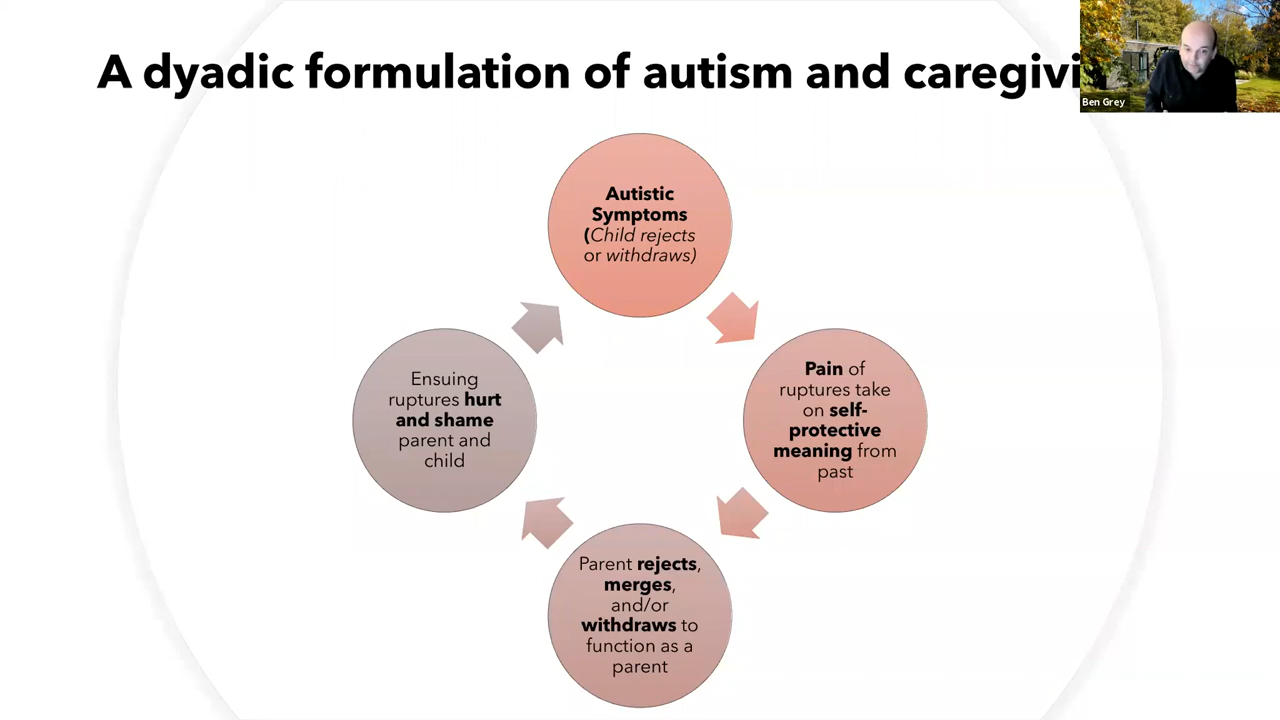 A dyadic formulation of autism and caregivi
Ben Grey
Autistic
Symptoms
(Child rejects
or withdraws)
Pain of
ruptures take
on self-
protective
meaning from
past
Parent rejects,
merges,
and/or
withdraws to
function as a
parent
Ensuing
ruptures hurt
and shame
parent and
child